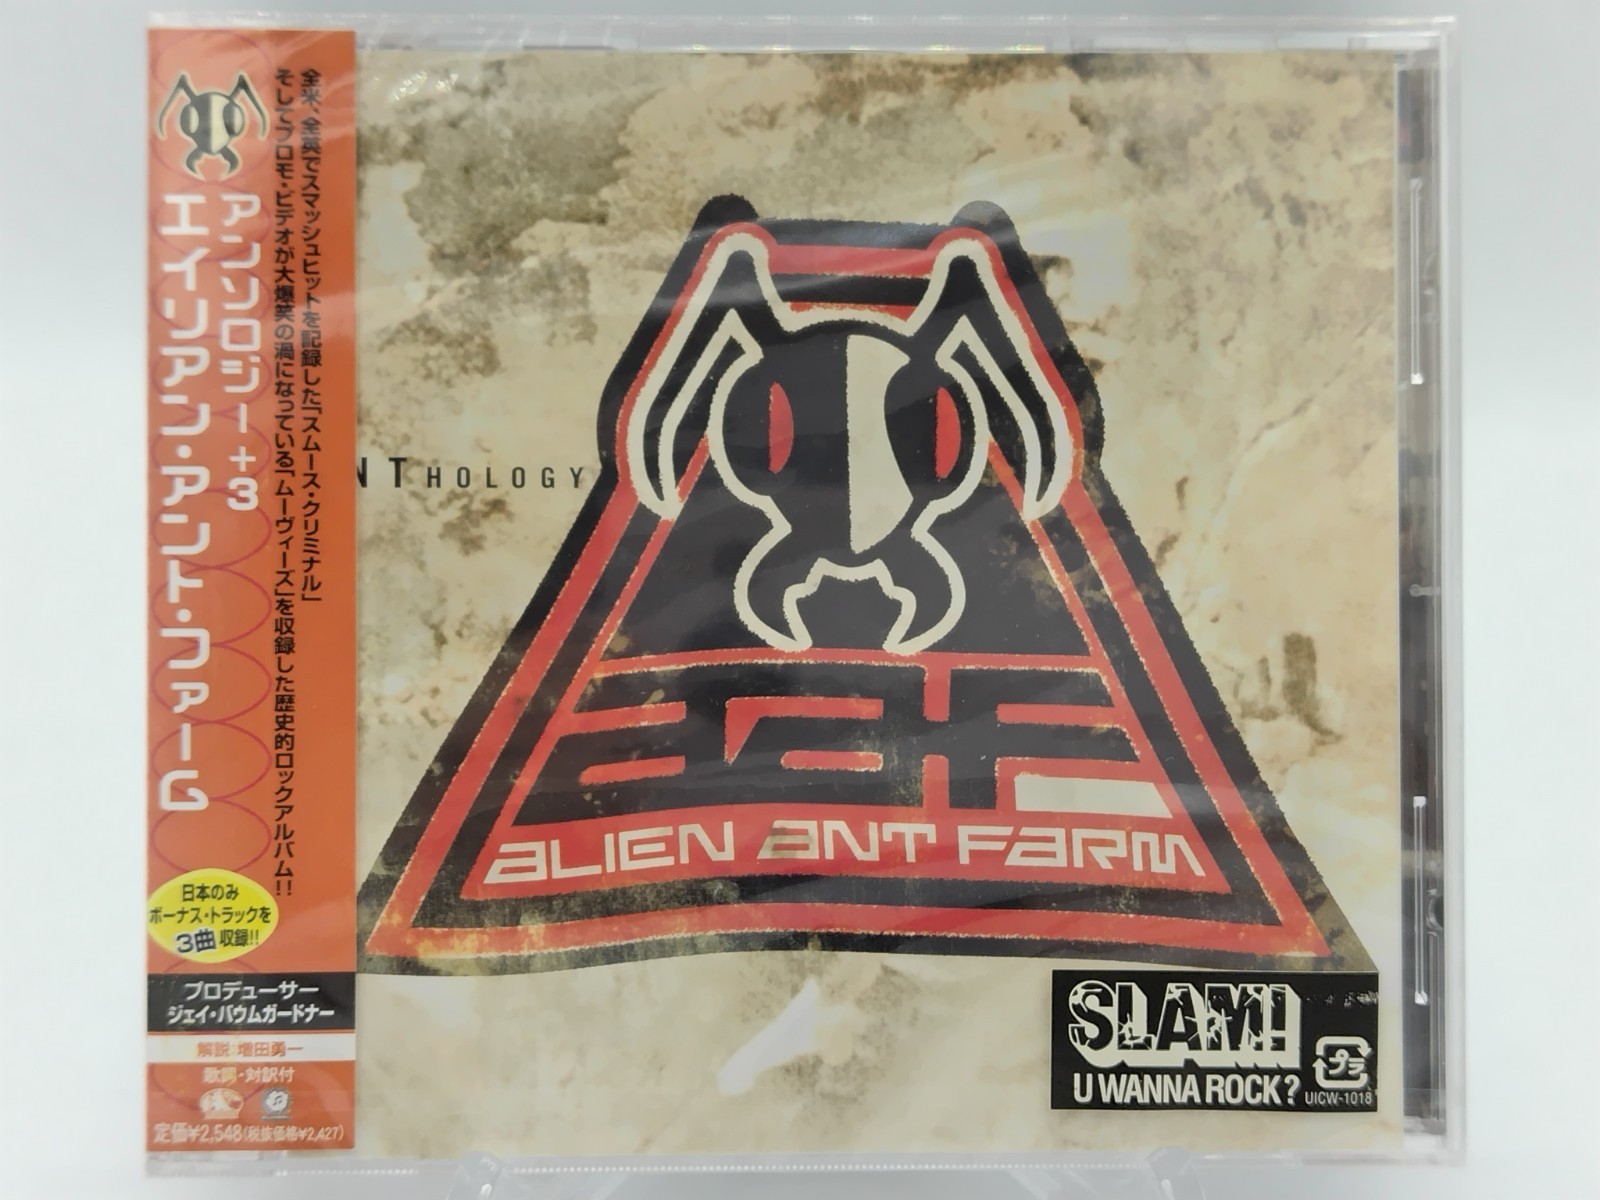 全米、全英でスマッシュヒットを記録した「スムース・クリミナル」
そしてプロモ・ビデオが大爆笑の渦になっている「ムーヴィーズ」を収録した歴史的ロックアルバム!!
アンソロジー+3
エイリアン・アント・ファーム
日本のみ
ボーナス・トラックを
3曲収録!!
プロデューサー
ジェイ・バウムガードナー
解説:増田勇一
歌詞・対訳付
定価¥2,548(税抜価格¥2,427)
NTHOLOGY
aaF
ALIEN ANT FARM
SLAM!
U WANNA ROCK?
プラ
UICW-1018